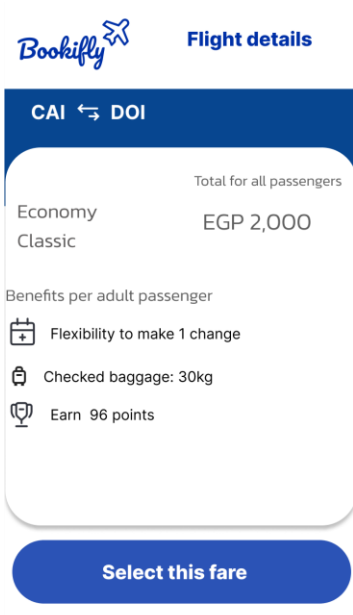 Bookifly
Flight details
CAI ⇆ DOI
Total for all passengers
Economy
Classic
EGP 2,000
Benefits per adult passenger
Flexibility to make 1 change
Checked baggage: 30kg
Earn 96 points
Select this fare